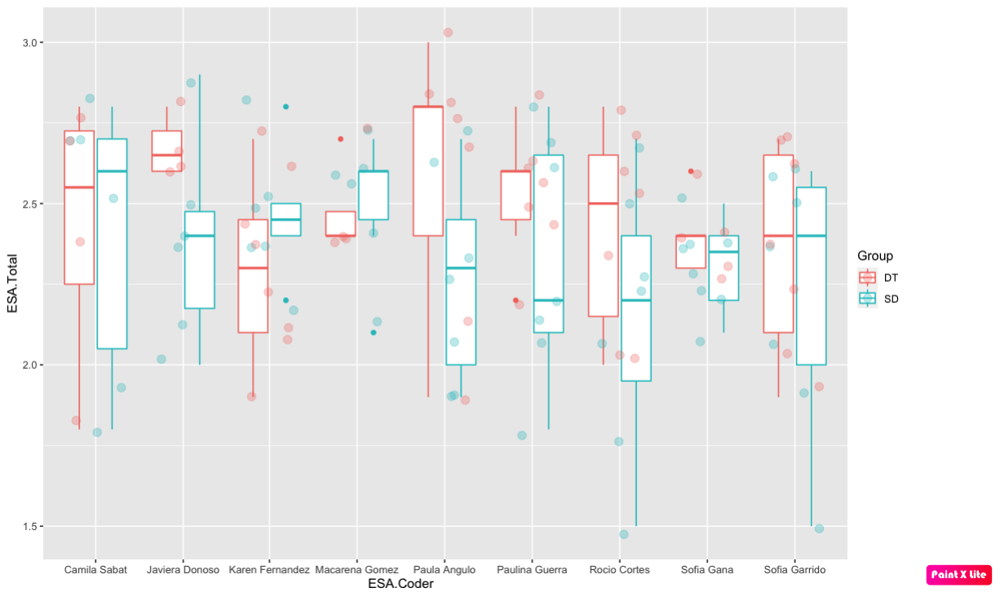 3.0
2.5
2.0
1.5
ESA.Total
Camila Sabat Javiera Donoso Karen Fernandez Macarena Gomez Paula Angulo Paulina Guerra Rocio Cortes Sofia Gana Sofia Garrido
ESA.Coder
Group
DT
SD
Paint X Lite